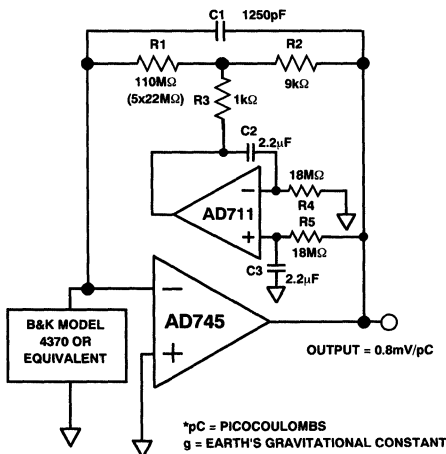 C1 1250pF
R1
R2
110MΩ
(5x22MΩ)
9kΩ
R3
1kΩ
C2
2.2μF
18MΩ
R4
AD711
R5
18MΩ
C3
2.2μF
AD745
B&K MODEL
4370 OR
EQUIVALENT
OUTPUT = 0.8mV/pC
*pC = PICOCOULOMBS
g = EARTH'S GRAVITATIONAL CONSTANT